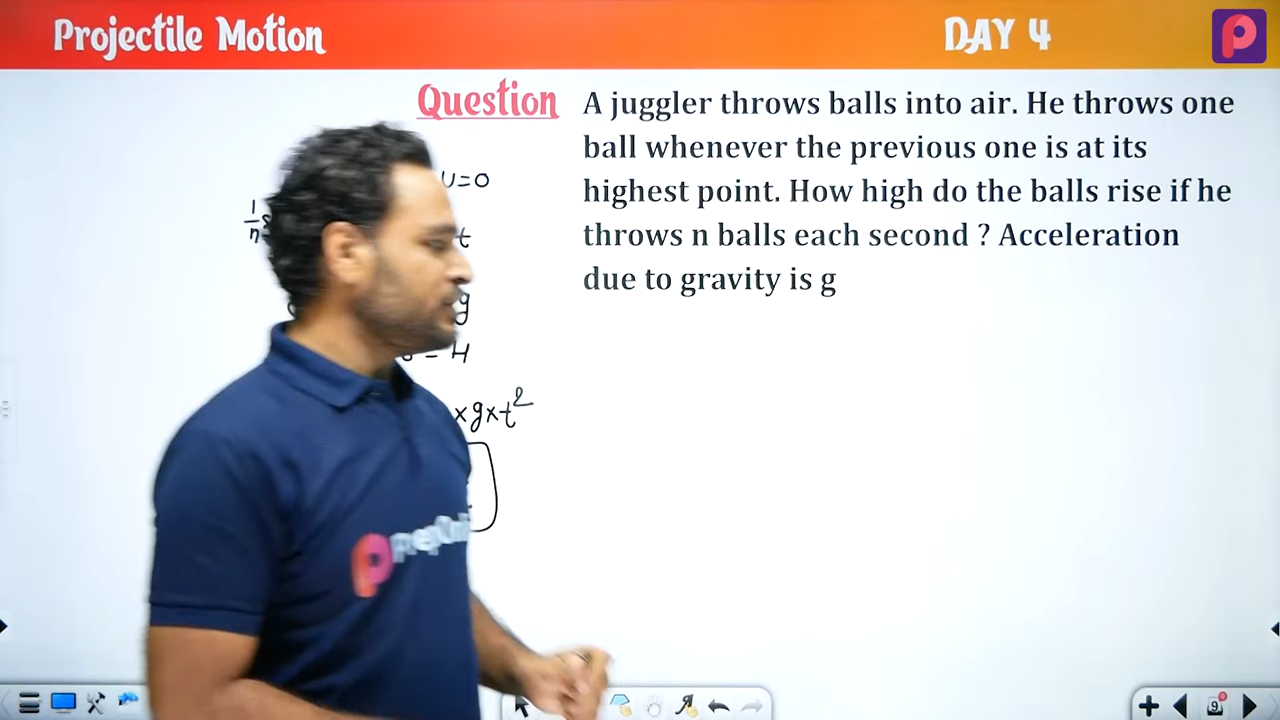 Projectile Motion
DAY 4
Question
A juggler throws balls into air. He throws one
ball whenever the previous one is at its
highest point. How high do the balls rise if he
throws n balls each second ? Acceleration
due to gravity is g
u=0
1/n
t
g
= H
×g×t²
9